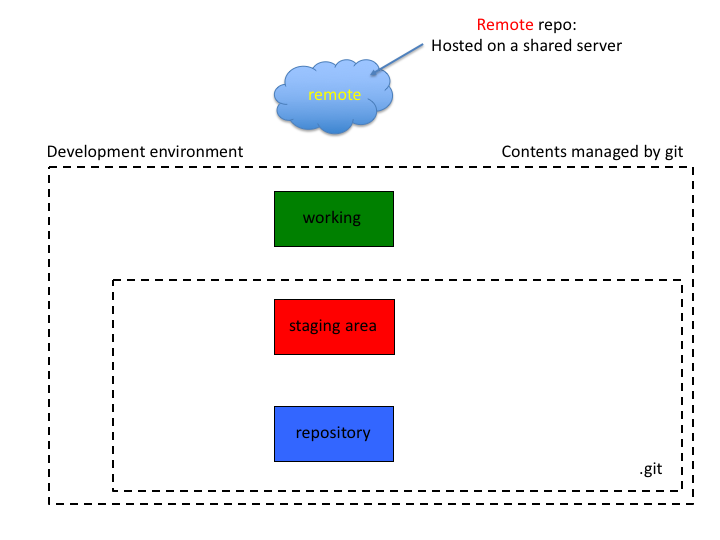 Remote repo:
Hosted on a shared server
remote
Development environment
Contents managed by git
working
staging area
repository
.git